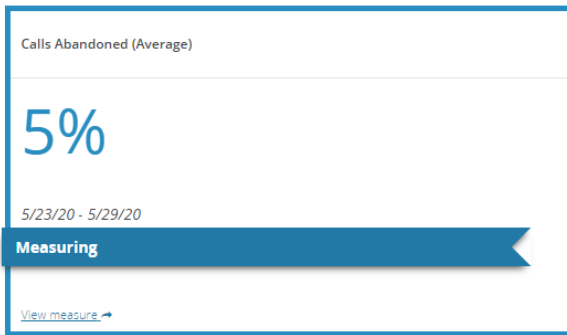 Calls Abandoned (Average)
5%
5/23/20 - 5/29/20
Measuring
View measure